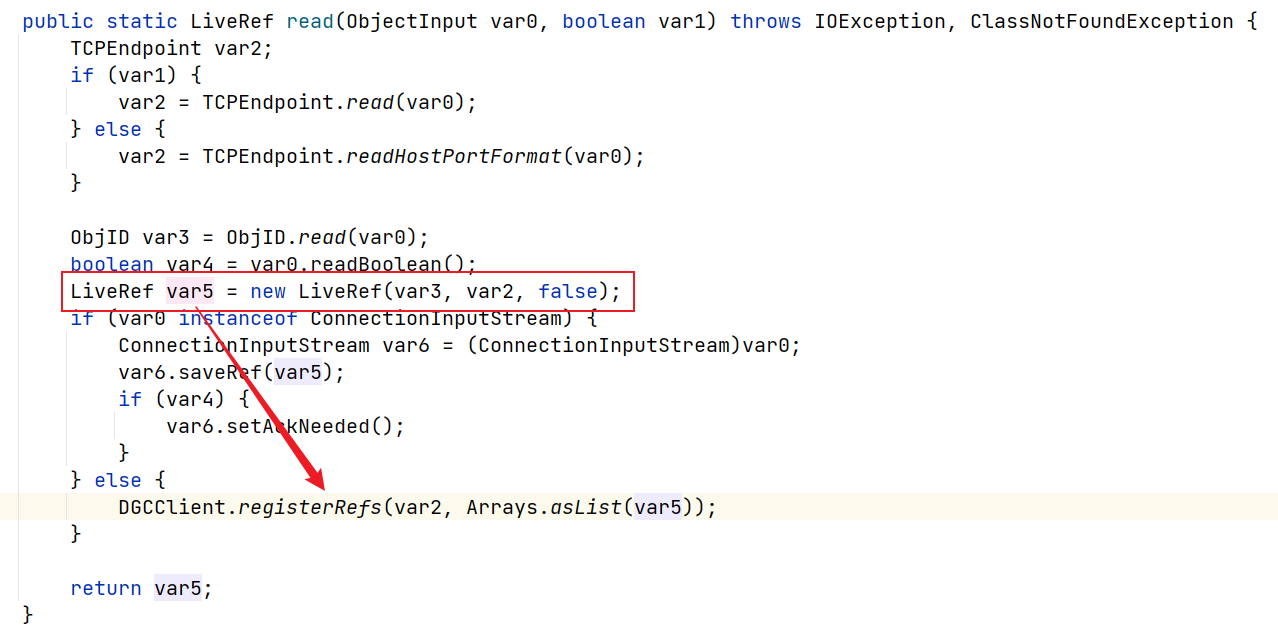 public static LiveRef read(ObjectInput var0, boolean var1) throws IOException, ClassNotFoundException {
    TCPEndpoint var2;
    if (var1) {
        var2 = TCPEndpoint.read(var0);
    } else {
        var2 = TCPEndpoint.readHostPortFormat(var0);
    }

    ObjID var3 = ObjID.read(var0);
    boolean var4 = var0.readBoolean();
    LiveRef var5 = new LiveRef(var3, var2, false);
    if (var0 instanceof ConnectionInputStream) {
        ConnectionInputStream var6 = (ConnectionInputStream)var0;
        var6.saveRef(var5);
        if (var4) {
            var6.setAckNeeded();
        }
    } else {
        DGCClient.registerRefs(var2, Arrays.asList(var5));
    }

    return var5;
}